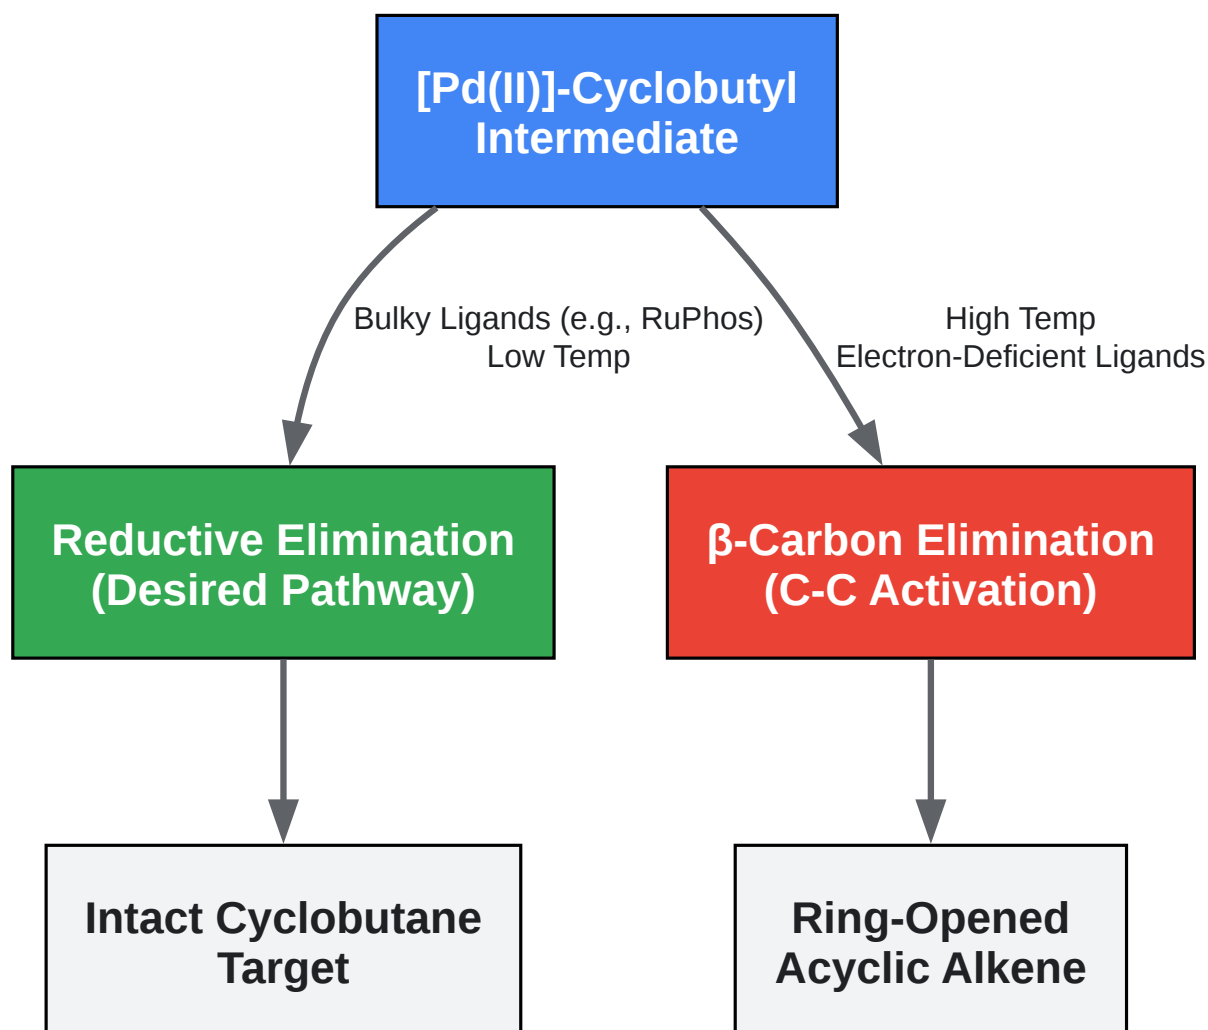 [Pd(II)]-Cyclobutyl
Intermediate
Bulky Ligands (e.g., RuPhos)
Low Temp
High Temp
Electron-Deficient Ligands
Reductive Elimination
(Desired Pathway)
β-Carbon Elimination
(C-C Activation)
Intact Cyclobutane
Target
Ring-Opened
Acyclic Alkene